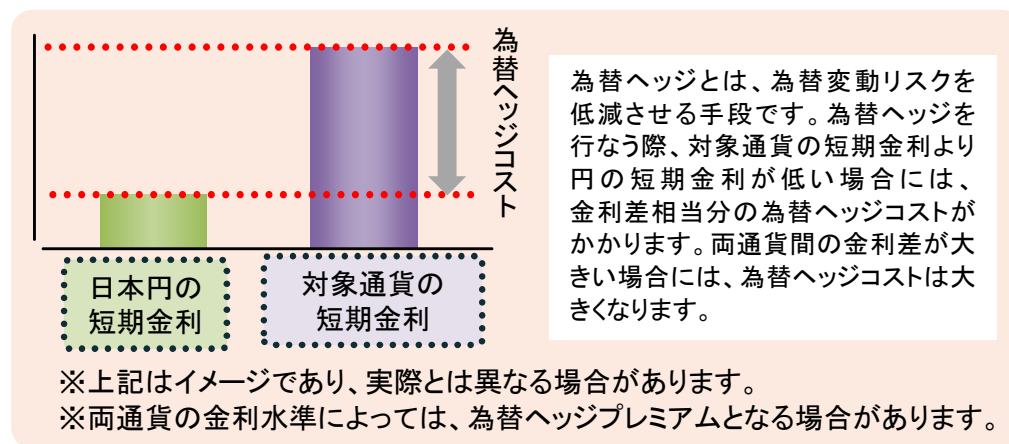 為替ヘッジコスト
日本円の
短期金利
対象通貨の
短期金利
為替ヘッジとは、為替変動リスクを
低減させる手段です。為替ヘッジを
行なう際、対象通貨の短期金利より
円の短期金利が低い場合には、
金利差相当分の為替ヘッジコストが
かかります。両通貨間の金利差が大
きい場合には、為替ヘッジコストは大
きくなります。
※上記はイメージであり、実際とは異なる場合があります。
※両通貨の金利水準によっては、為替ヘッジプレミアムとなる場合があります。